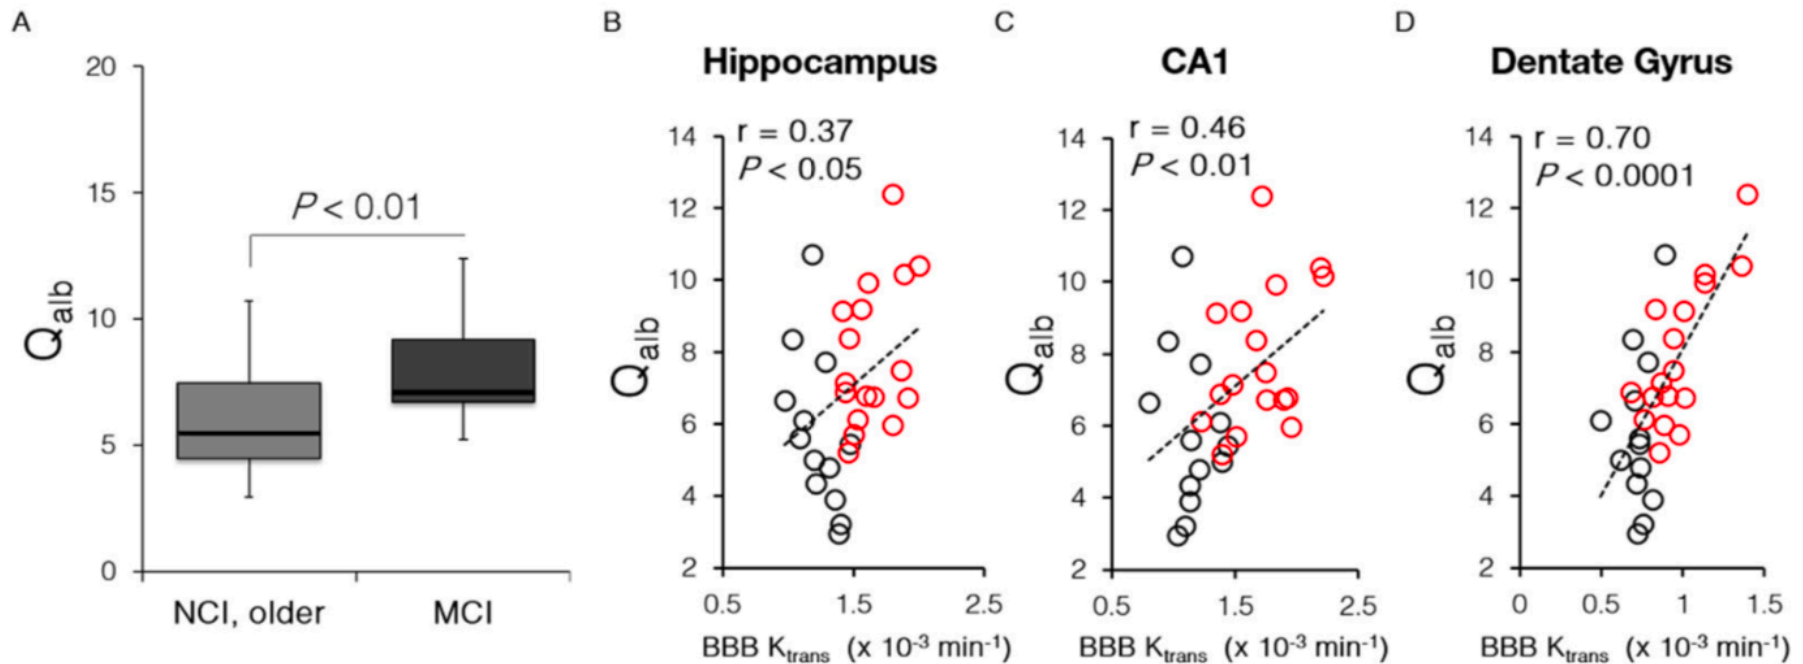 A
20
15
10
5
0
Q alb
P < 0.01
NCI, older
MCI
B
Hippocampus
r = 0.37
P < 0.05
14
12
10
8
6
4
2
Q alb
0.5
1.5
2.5
BBB Ktrans (x 10-3 min-1)
C
CA1
r = 0.46
P < 0.01
14
12
10
8
6
4
2
Q alb
0.5
1.5
2.5
BBB Ktrans (x 10-3 min-1)
D
Dentate Gyrus
r = 0.70
P < 0.0001
14
12
10
8
6
4
2
Q alb
0
0.5
1
1.5
BBB Ktrans (x 10-3 min-1)